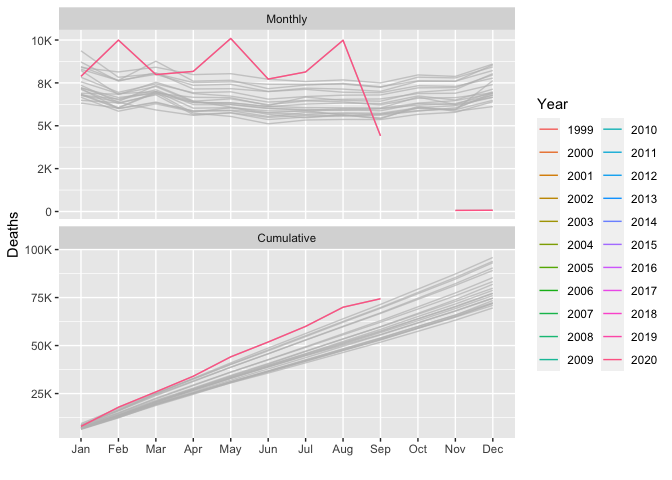 Monthly
10K
8K
5K
2K
0
Deaths
Cumulative
100K
75K
50K
25K
Jan Feb Mar Apr May Jun Jul Aug Sep Oct Nov Dec
Year
1999 2010
2000 2011
2001 2012
2002 2013
2003 2014
2004 2015
2005 2016
2006 2017
2007 2018
2008 2019
2009 2020